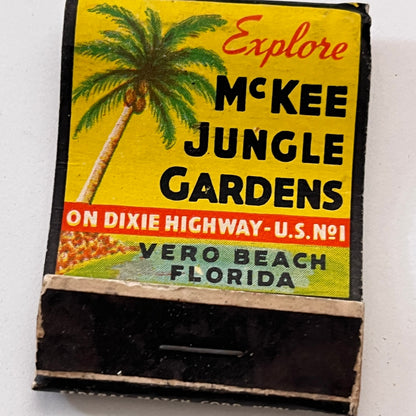 Explore
McKEE
JUNGLE
GARDENS
ON DIXIE HIGHWAY - U.S. No1
VERO BEACH
FLORIDA